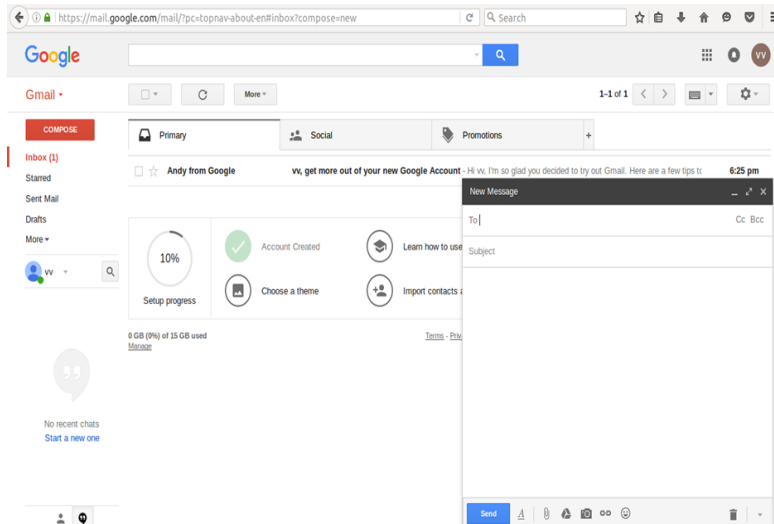 https://mail.google.com/mail/?pc=topnav-about-en#inbox?compose=new
Search
Google
VV
Gmail
More
1–1 of 1
COMPOSE
Primary
Social
Promotions
+
Inbox (1)
Starred
Sent Mail
Drafts
More
Andy from Google
vv, get more out of your new Google Account - Hi vv, I'm so glad you decided to try out Gmail. Here are a few tips to
6:25 pm
New Message
To
Cc Bcc
Subject
vv
10%
Setup progress
Account Created
Learn how to use
Choose a theme
Import contacts a
0 GB (0%) of 15 GB used
Manage
Terms - Priv
No recent chats
Start a new one
Send
A